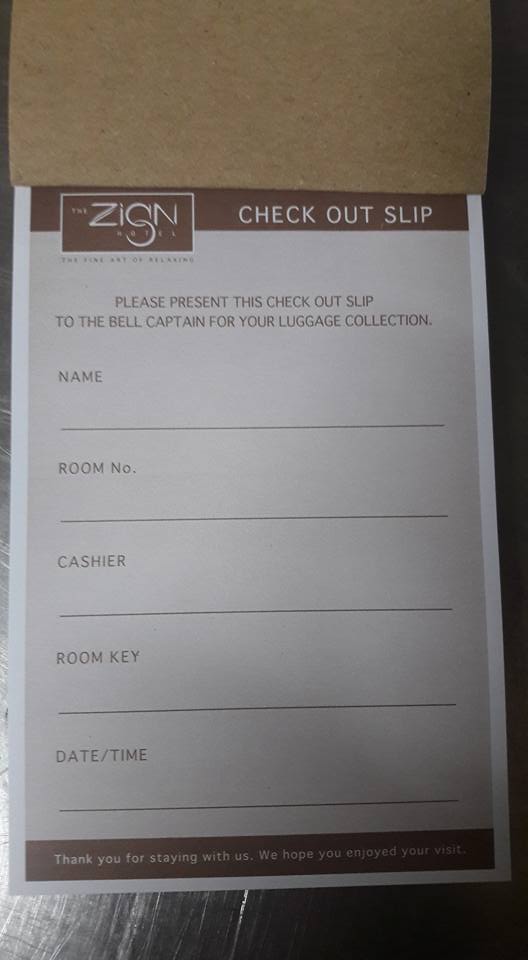 THE ZIGN
HOTEL
THE FINE ART OF RELAXING
CHECK OUT SLIP
PLEASE PRESENT THIS CHECK OUT SLIP
TO THE BELL CAPTAIN FOR YOUR LUGGAGE COLLECTION.
NAME
ROOM No.
CASHIER
ROOM KEY
DATE/TIME
Thank you for staying with us. We hope you enjoyed your visit.